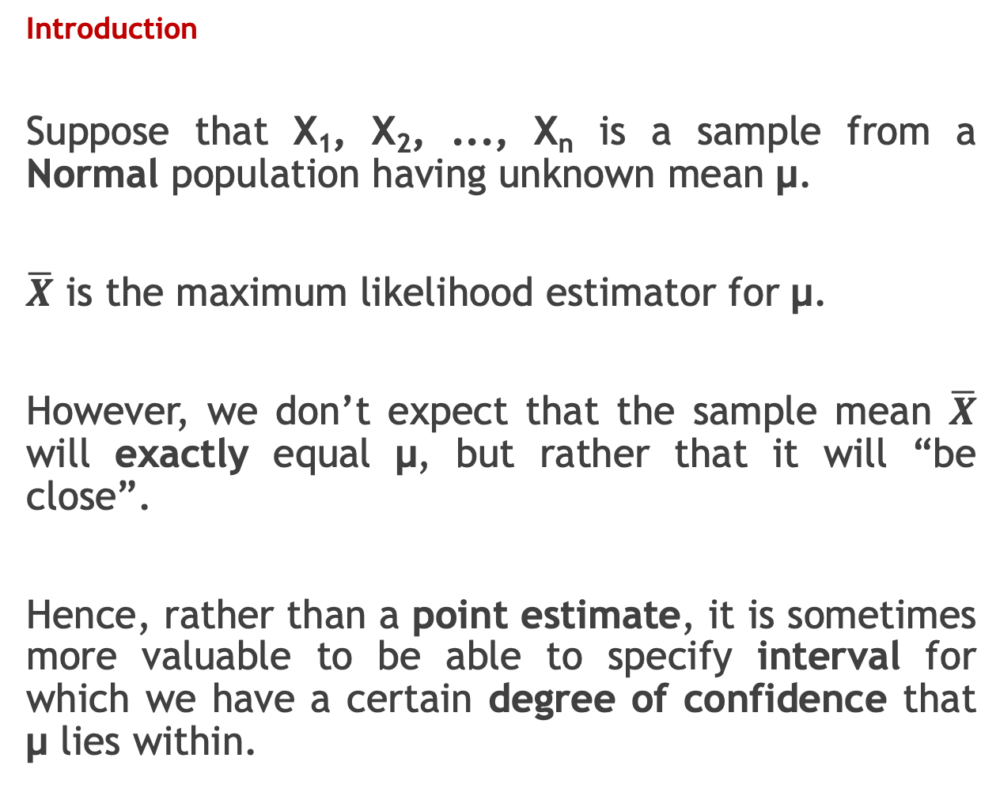 Introduction
Suppose that X₁, X₂, ..., Xₙ is a sample from a
Normal population having unknown mean μ.
X̅ is the maximum likelihood estimator for μ.
However, we don’t expect that the sample mean X̅
will exactly equal μ, but rather that it will “be
close”.
Hence, rather than a point estimate, it is sometimes
more valuable to be able to specify interval for
which we have a certain degree of confidence that
μ lies within.